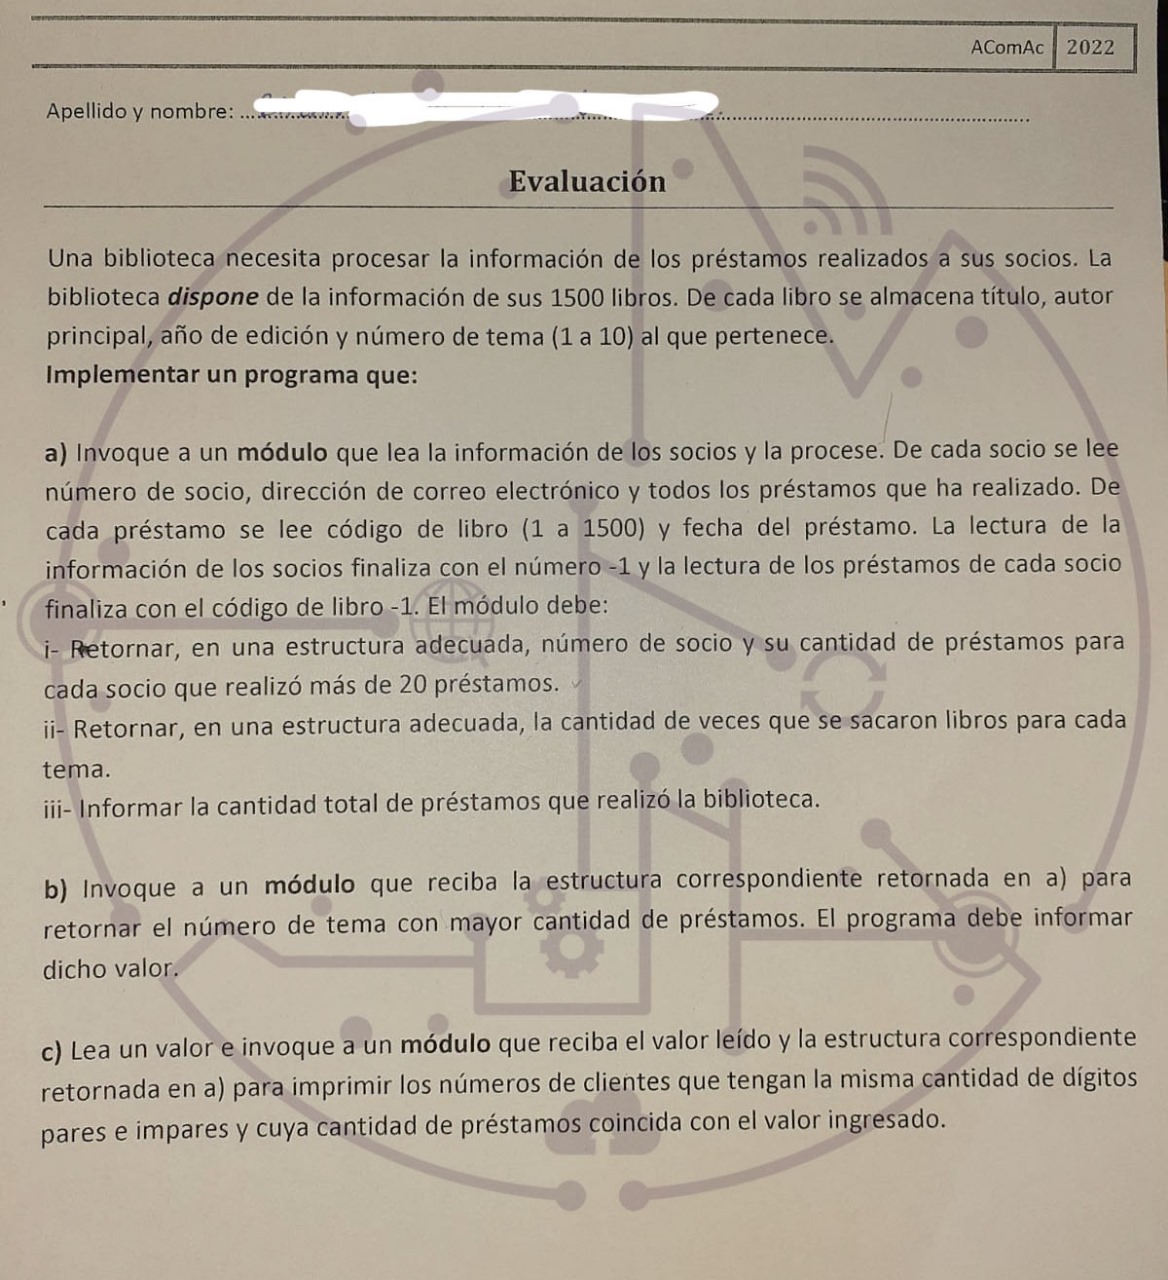 AComAc 2022
Apellido y nombre:
Evaluación
Una biblioteca necesita procesar la información de los préstamos realizados a sus socios. La
biblioteca dispone de la información de sus 1500 libros. De cada libro se almacena título, autor
principal, año de edición y número de tema (1 a 10) al que pertenece.
Implementar un programa que:
a) Invoque a un módulo que lea la información de los socios y la procese. De cada socio se lee
número de socio, dirección de correo electrónico y todos los préstamos que ha realizado. De
cada préstamo se lee código de libro (1 a 1500) y fecha del préstamo. La lectura de la
información de los socios finaliza con el número -1 y la lectura de los préstamos de cada socio
finaliza con el código de libro -1. El módulo debe:
i- Retornar, en una estructura adecuada, número de socio y su cantidad de préstamos para
cada socio que realizó más de 20 préstamos.
ii- Retornar, en una estructura adecuada, la cantidad de veces que se sacaron libros para cada
tema.
iii- Informar la cantidad total de préstamos que realizó la biblioteca.
b) Invoque a un módulo que reciba la estructura correspondiente retornada en a) para
retornar el número de tema con mayor cantidad de préstamos. El programa debe informar
dicho valor.
c) Lea un valor e invoque a un módulo que reciba el valor leído y la estructura correspondiente
retornada en a) para imprimir los números de clientes que tengan la misma cantidad de dígitos
pares e impares y cuya cantidad de préstamos coincida con el valor ingresado.